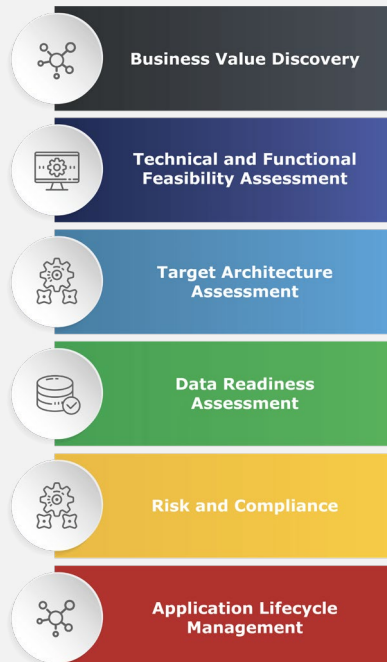 Business Value Discovery
Technical and Functional
Feasibility Assessment
Target Architecture
Assessment
Data Readiness
Assessment
Risk and Compliance
Application Lifecycle
Management